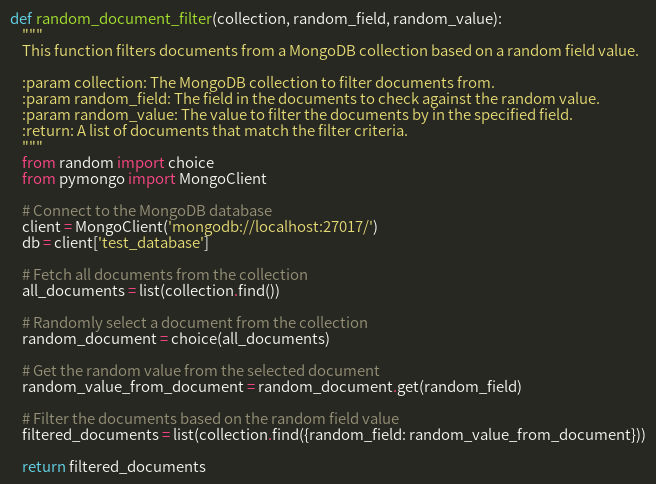 def random_document_filter(collection, random_field, random_value):
"""
This function filters documents from a MongoDB collection based on a random field value.
:param collection: The MongoDB collection to filter documents from.
:param random_field: The field in the documents to check against the random value.
:param random_value: The value to filter the documents by in the specified field.
:return: A list of documents that match the filter criteria.
"""
from random import choice
from pymongo import MongoClient
# Connect to the MongoDB database
client = MongoClient('mongodb://localhost:27017/')
db = client['test_database']
# Fetch all documents from the collection
all_documents = list(collection.find())
# Randomly select a document from the collection
random_document = choice(all_documents)
# Get the random value from the selected document
random_value_from_document = random_document.get(random_field)
# Filter the documents based on the random field value
filtered_documents = list(collection.find({random_field: random_value_from_document}))
return filtered_documents